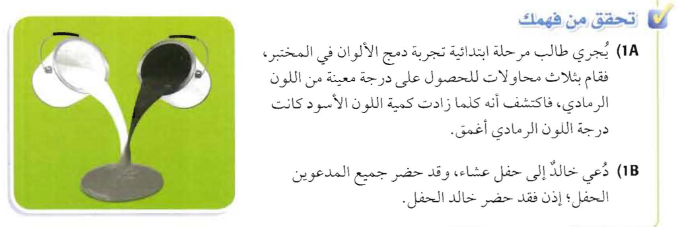 تحقق من فهمك
1A) يُجري طالب مرحلة ابتدائية تجربة دمج الألوان في المختبر،
فقام بثلاث محاولات للحصول على درجة معينة من اللون
الرمادي، فاكتشف أنه كلما زادت كمية اللون الأسود كانت
درجة اللون الرمادي أغمق.
1B) دُعي خالدٌ إلى حفل عشاء، وقد حضر جميع المدعوين
الحفل؛ إذن فقد حضر خالد الحفل.